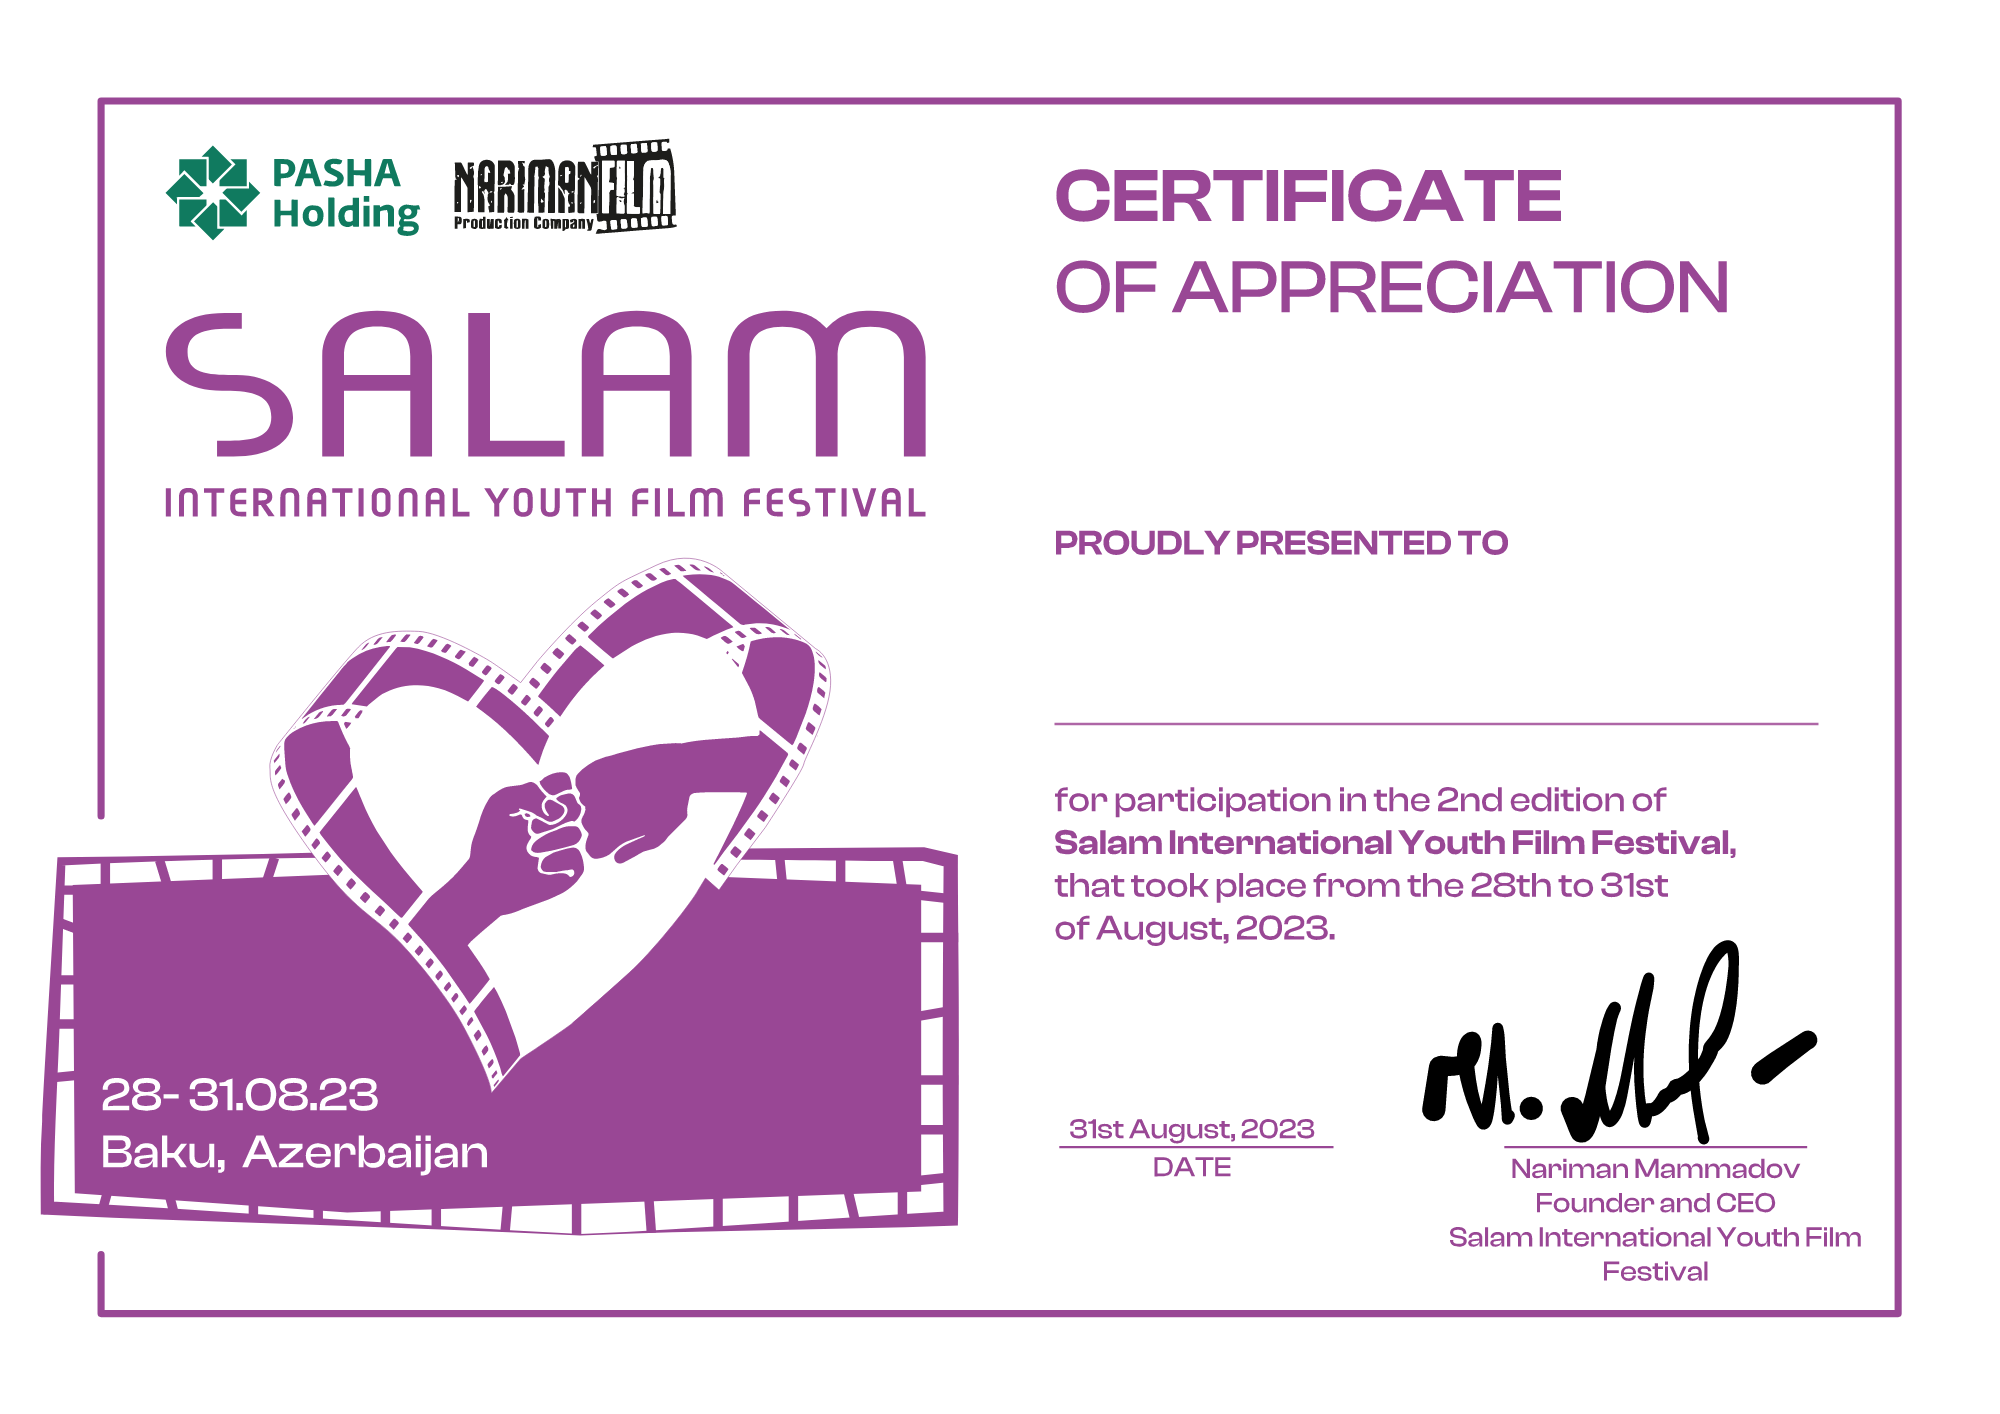 PASHA
Holding
NARIMANFILM
Production Company
SALAM
INTERNATIONAL YOUTH FILM FESTIVAL
28- 31.08.23
Baku, Azerbaijan
CERTIFICATE
OF APPRECIATION
PROUDLY PRESENTED TO
for participation in the 2nd edition of
Salam International Youth Film Festival,
that took place from the 28th to 31st
of August, 2023.
31st August, 2023
DATE
Nariman Mammadov
Founder and CEO
Salam International Youth Film
Festival